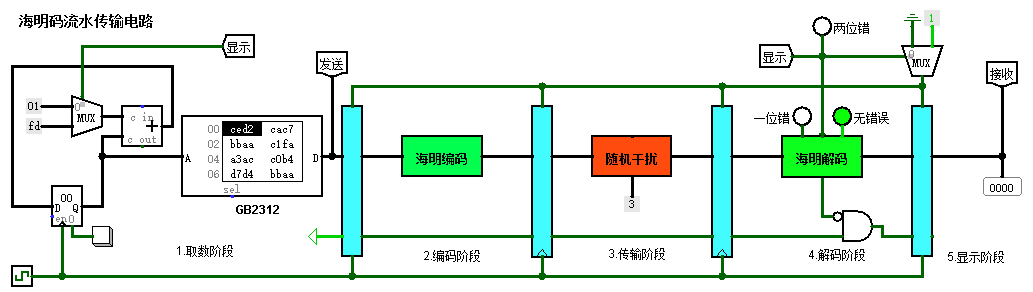 海明码流水传输电路
显示
发送
显示
两位错
1
0
MUX
接收
01
fd
0
MUX
c in
+
c out
00 ced2 cac7
02 bbaa c1fa
04 a3ac c0b4
06 d7d4 bbaa
A
D
sel
GB2312
海明编码
随机干扰
3
一位错
无错误
海明解码
0000
00
D Q
en0
1.取数阶段
2.编码阶段
3.传输阶段
4.解码阶段
5.显示阶段